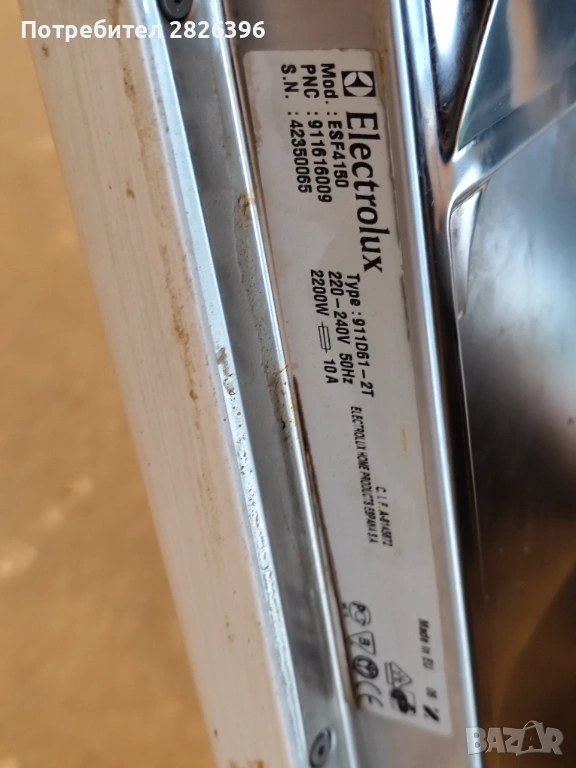 Потребител 2826396
Electrolux
Mod. : ESF4150
PNC : 911616009
S.N. : 42350065
Type : 911D61-2T
220-240V 50Hz
2200W 10A
ELECTROLUX HOME PRODUCTS ESPAÑA S.A.
C.I.F.
Made in EU
BAZAR